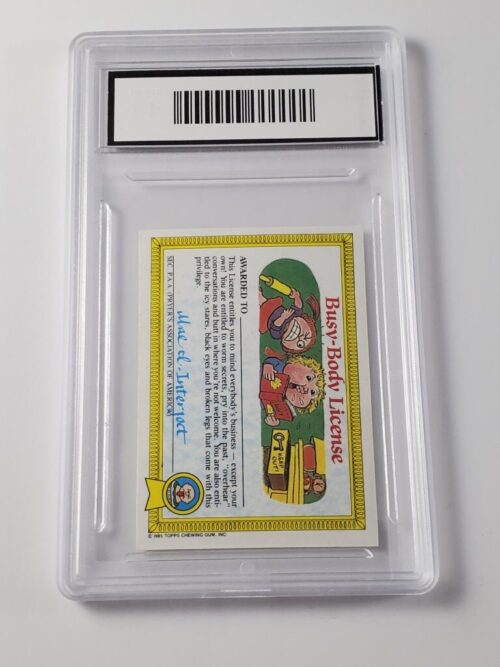 Busy-Body License
KEEP
OUT!
AWARDED TO
This License entitles you to mind everybody's business — except your
own! You are entitled to worm secrets, pry into the past, "overhear"
conversations and butt in where you're not welcome. You are also enti-
tled to the icy stares, black eyes and broken legs that come with this
privilege.
SEC. P.A.A. (PRYER'S ASSOCIATION OF AMERICA)
© 1985 TOPPS CHEWING GUM, INC.